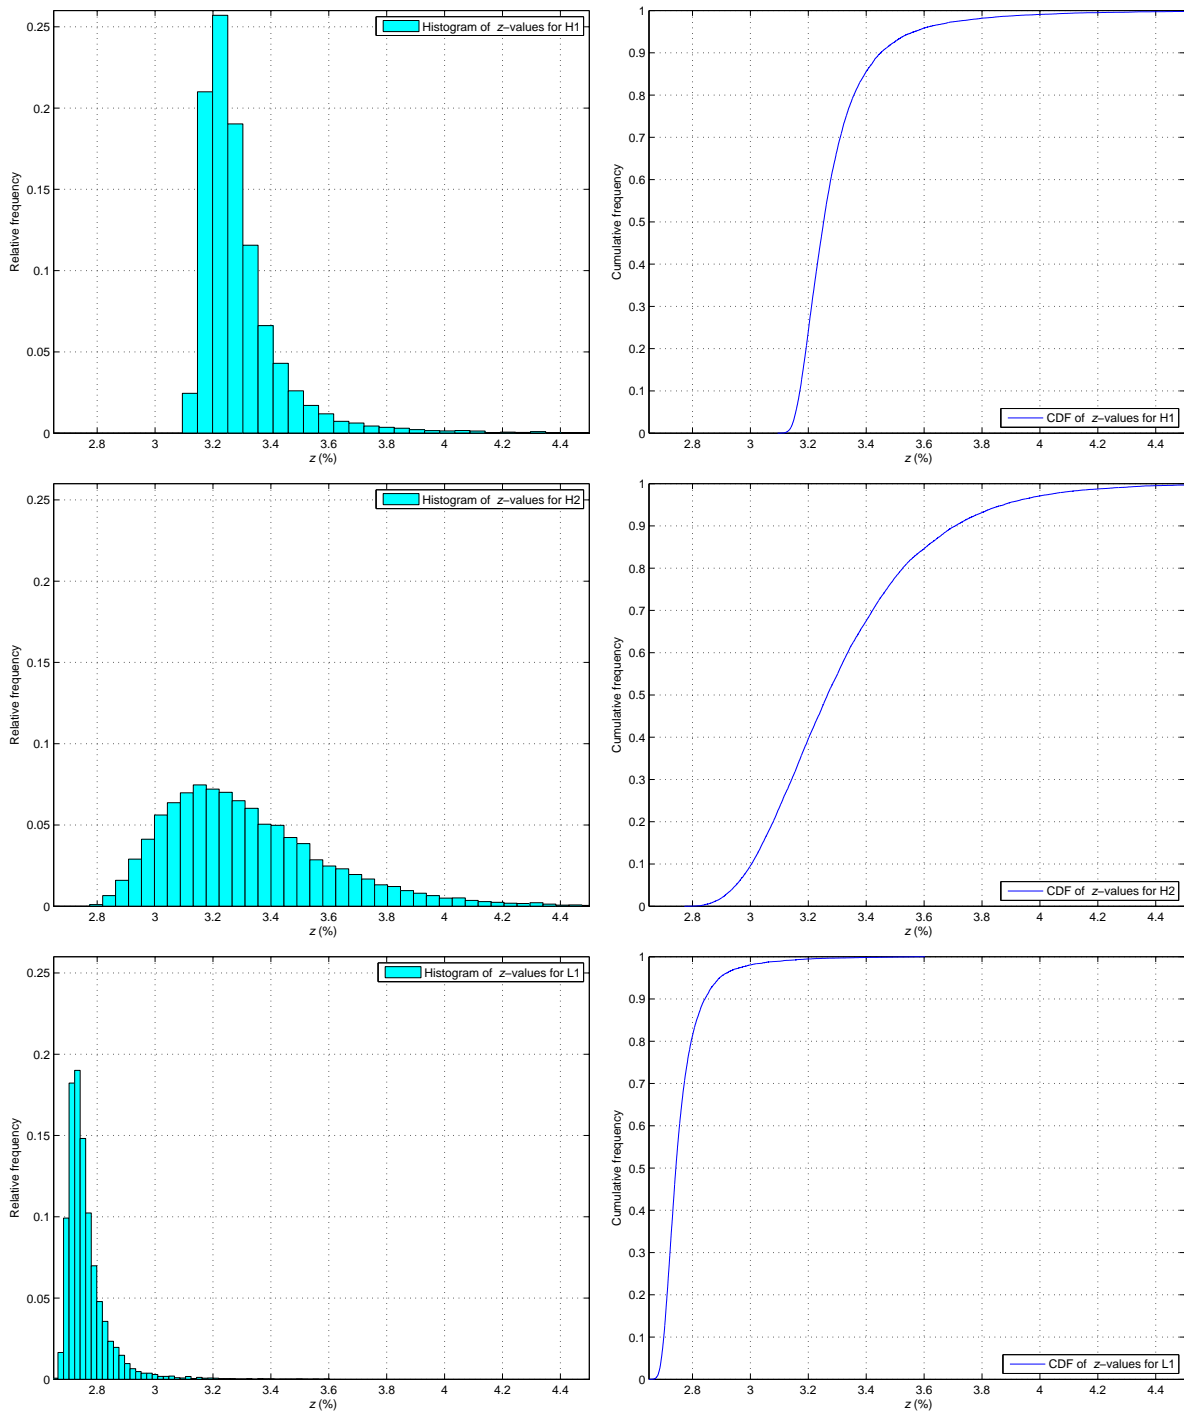 Histogram of z−values for H1
Relative frequency
0.25
0.2
0.15
0.1
0.05
0
2.8 3 3.2 3.4 3.6 3.8 4 4.2 4.4
z (%)
Cumulative frequency
1
0.9
0.8
0.7
0.6
0.5
0.4
0.3
0.2
0.1
0
CDF of z−values for H1
2.8 3 3.2 3.4 3.6 3.8 4 4.2 4.4
z (%)
Histogram of z−values for H2
Relative frequency
0.25
0.2
0.15
0.1
0.05
0
2.8 3 3.2 3.4 3.6 3.8 4 4.2 4.4
z (%)
Cumulative frequency
1
0.9
0.8
0.7
0.6
0.5
0.4
0.3
0.2
0.1
0
CDF of z−values for H2
2.8 3 3.2 3.4 3.6 3.8 4 4.2 4.4
z (%)
Histogram of z−values for L1
Relative frequency
0.25
0.2
0.15
0.1
0.05
0
2.8 3 3.2 3.4 3.6 3.8 4 4.2 4.4
z (%)
Cumulative frequency
1
0.9
0.8
0.7
0.6
0.5
0.4
0.3
0.2
0.1
0
CDF of z−values for L1
2.8 3 3.2 3.4 3.6 3.8 4 4.2 4.4
z (%)